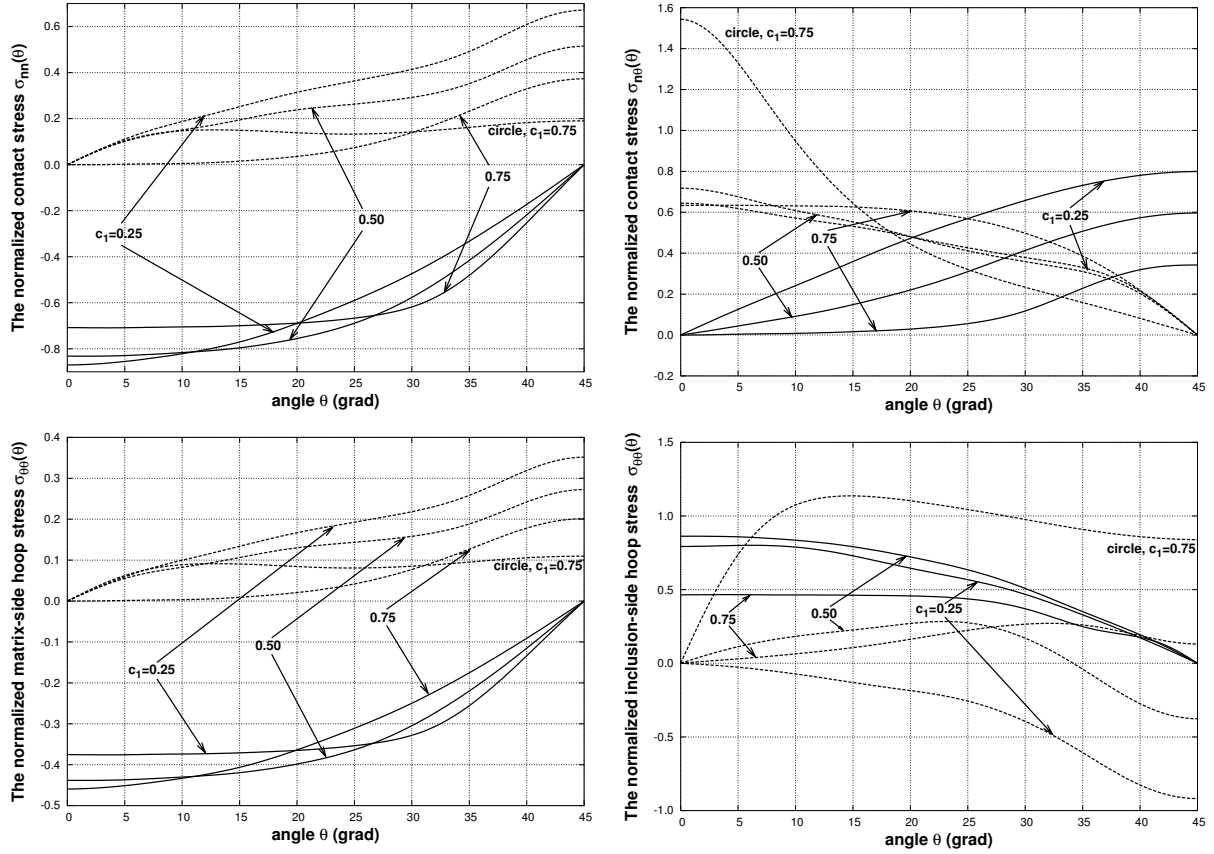 The normalized contact stress σnn(θ)
0.6
0.4
0.2
0.0
-0.2
-0.4
-0.6
-0.8
circle, c1=0.75
0.75
0.50
c1=0.25
0 5 10 15 20 25 30 35 40 45
angle θ (grad)
The normalized contact stress σnθ(θ)
1.6
1.4
1.2
1.0
0.8
0.6
0.4
0.2
0.0
-0.2
circle, c1=0.75
c1=0.25
0.75
0.50
0 5 10 15 20 25 30 35 40 45
angle θ (grad)
The normalized matrix-side hoop stress σθθ(θ)
0.4
0.3
0.2
0.1
0.0
-0.1
-0.2
-0.3
-0.4
-0.5
circle, c1=0.75
0.75
0.50
c1=0.25
0 5 10 15 20 25 30 35 40 45
angle θ (grad)
The normalized inclusion-side hoop stress σθθ(θ)
1.5
1.0
0.5
0.0
-0.5
-1.0
circle, c1=0.75
c1=0.25
0.50
0.75
0 5 10 15 20 25 30 35 40 45
angle θ (grad)